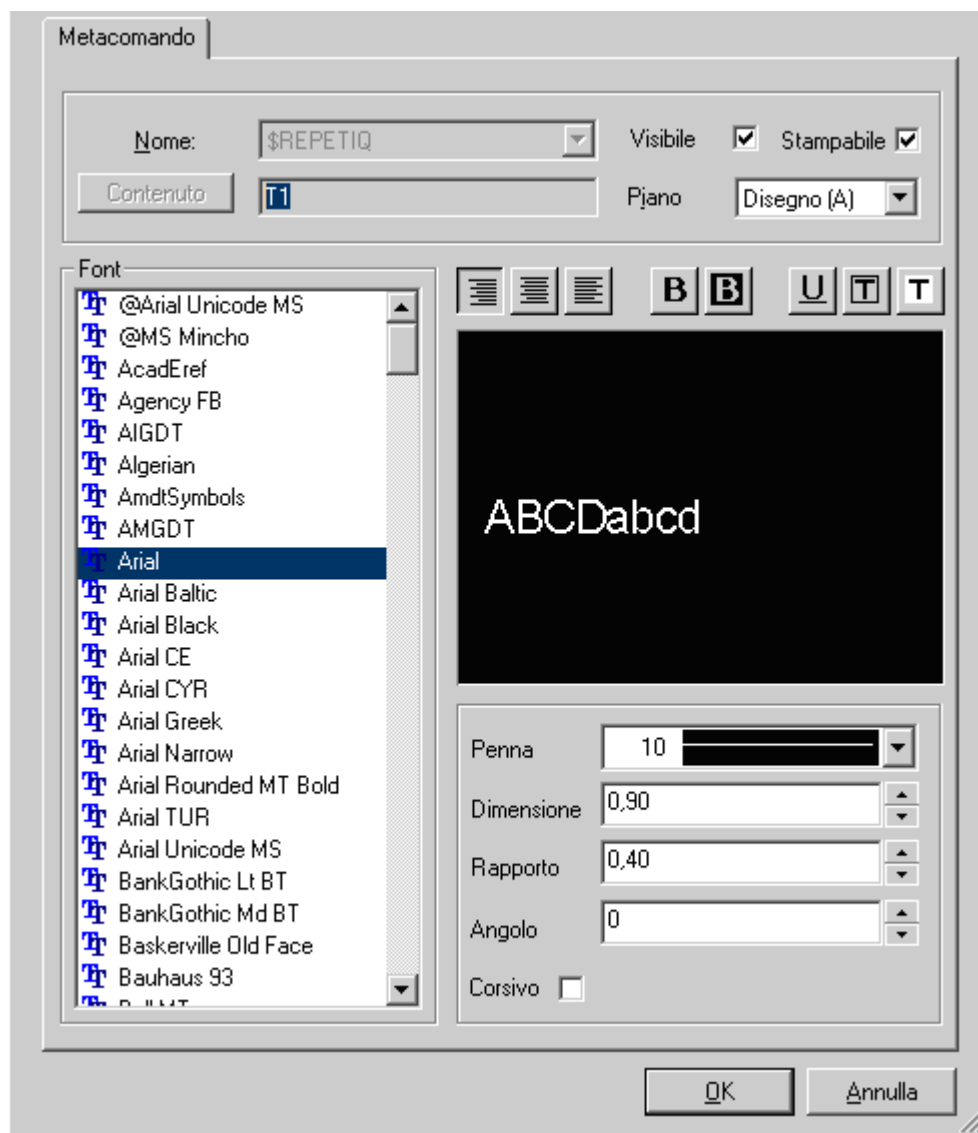 Metacomando
Nome: $REPETIQ Visibile Stampabile
Contenuto T1 Piano Disegno (A)
Font
@Arial Unicode MS
@MS Mincho
AcadEref
Agency FB
AIGDT
Algerian
AmdtSymbols
AMGDT
Arial
Arial Baltic
Arial Black
Arial CE
Arial CYR
Arial Greek
Arial Narrow
Arial Rounded MT Bold
Arial TUR
Arial Unicode MS
BankGothic Lt BT
BankGothic Md BT
Baskerville Old Face
Bauhaus 93
B B U T T
ABCDabcd
Penna 10
Dimensione 0,90
Rapporto 0,40
Angolo 0
Corsivo
OK Annulla